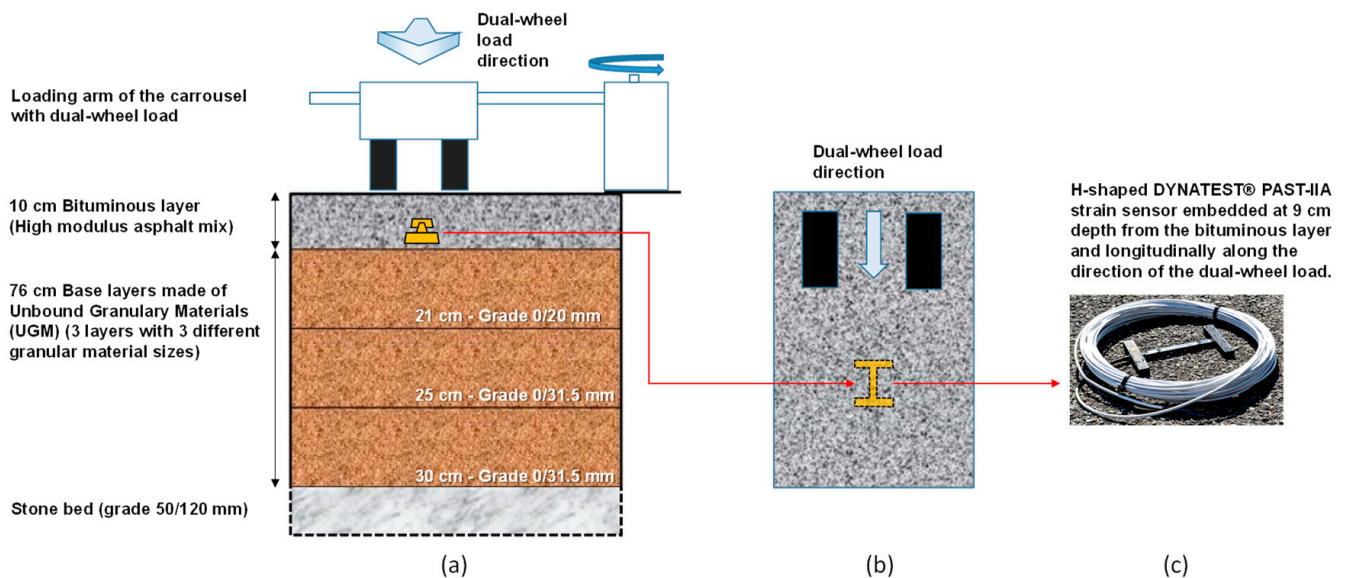 Dual-wheel
load
direction
Loading arm of the carrousel
with dual-wheel load
10 cm Bituminous layer
(High modulus asphalt mix)
76 cm Base layers made of
Unbound Granulary Materials
(UGM) (3 layers with 3 different
granular material sizes)
21 cm - Grade 0/20 mm
25 cm - Grade 0/31.5 mm
30 cm - Grade 0/31.5 mm
Stone bed (grade 50/120 mm)
(a)
Dual-wheel load
direction
(b)
H-shaped DYNATEST® PAST-IIA
strain sensor embedded at 9 cm
depth from the bituminous layer
and longitudinally along the
direction of the dual-wheel load.
(c)